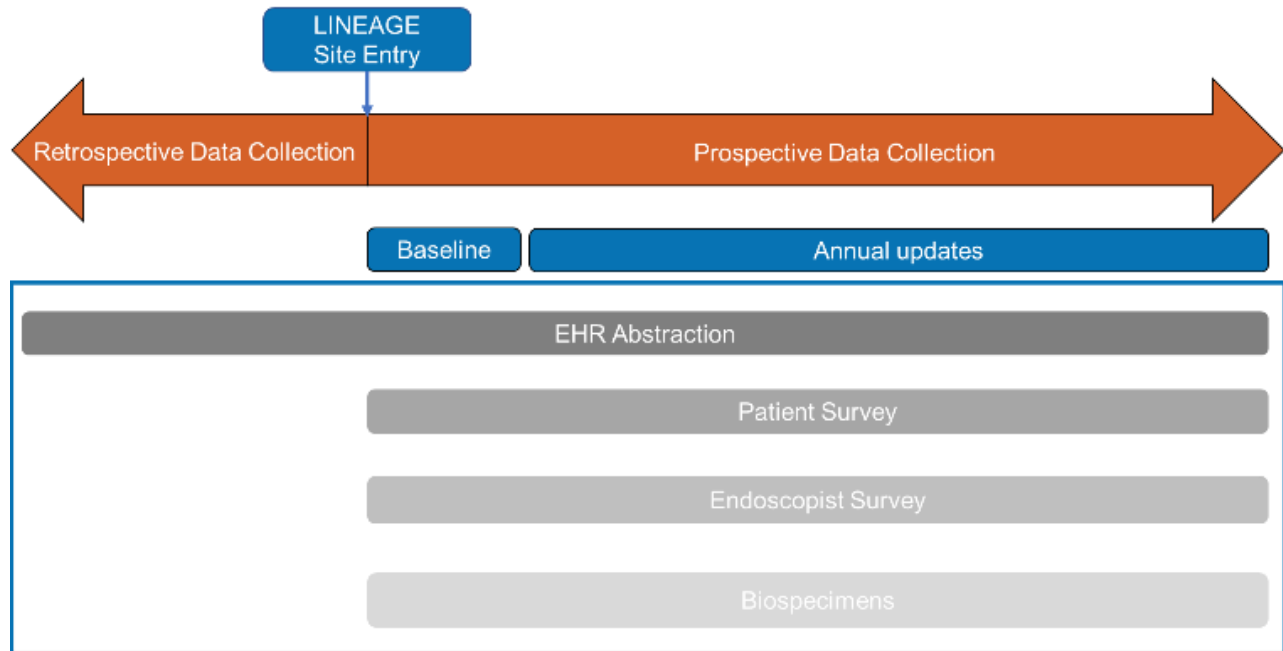 LINEAGE
Site Entry
Retrospective Data Collection
Prospective Data Collection
Baseline
Annual updates
EHR Abstraction
Patient Survey
Endoscopist Survey
Biospecimens